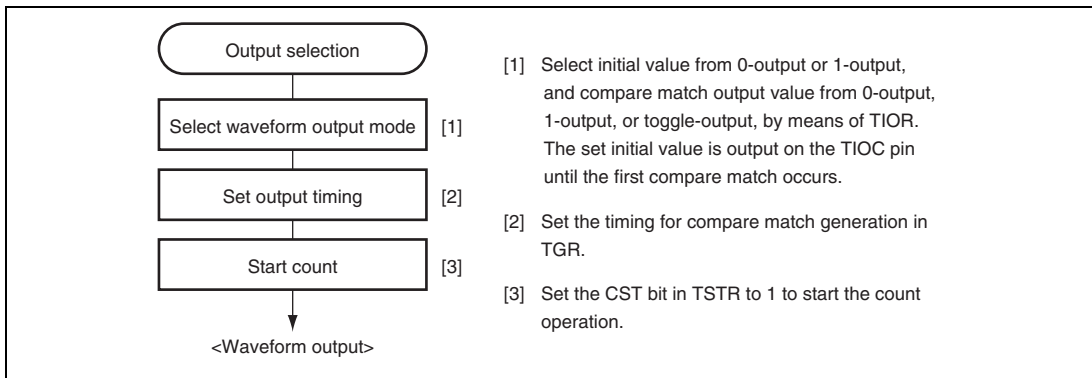 Output selection
Select waveform output mode
[1]
Set output timing
[2]
Start count
[3]
<Waveform output>
[1] Select initial value from 0-output or 1-output,
and compare match output value from 0-output,
1-output, or toggle-output, by means of TIOR.
The set initial value is output on the TIOC pin
until the first compare match occurs.
[2] Set the timing for compare match generation in
TGR.
[3] Set the CST bit in TSTR to 1 to start the count
operation.